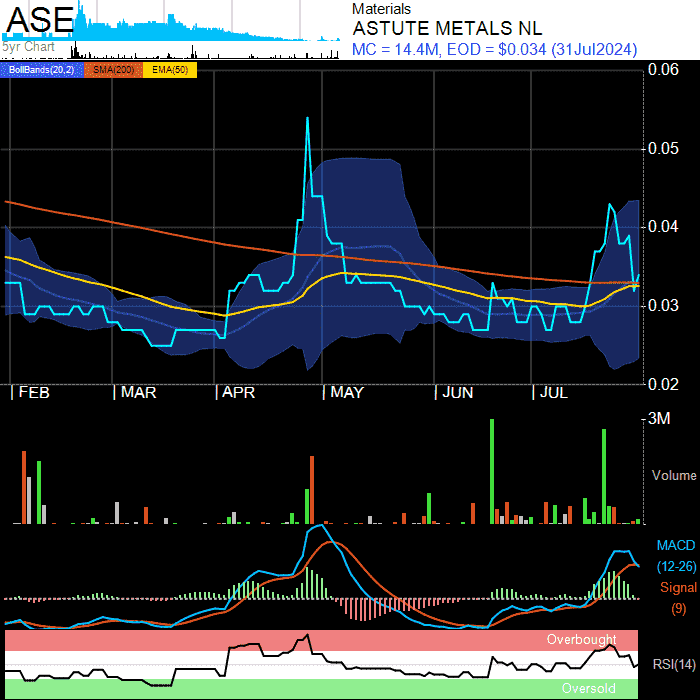 ASE
5yr Chart
Materials
ASTUTE METALS NL
MC = 14.4M, EOD = $0.034 (31Jul2024)
BollBands(20,2) SMA(200) EMA(50)
0.06
0.05
0.04
0.03
0.02
FEB MAR APR MAY JUN JUL
3M
Volume
MACD
(12-26)
Signal
(9)
Overbought
RSI(14)
Oversold